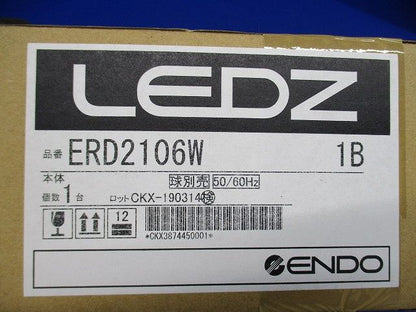 LEDZ
品番 ERD2106W 1B
本体 球別売 50/60Hz
個数 1台 ロット CKX-190314 検
12
*CKX3874450001*
ENDO